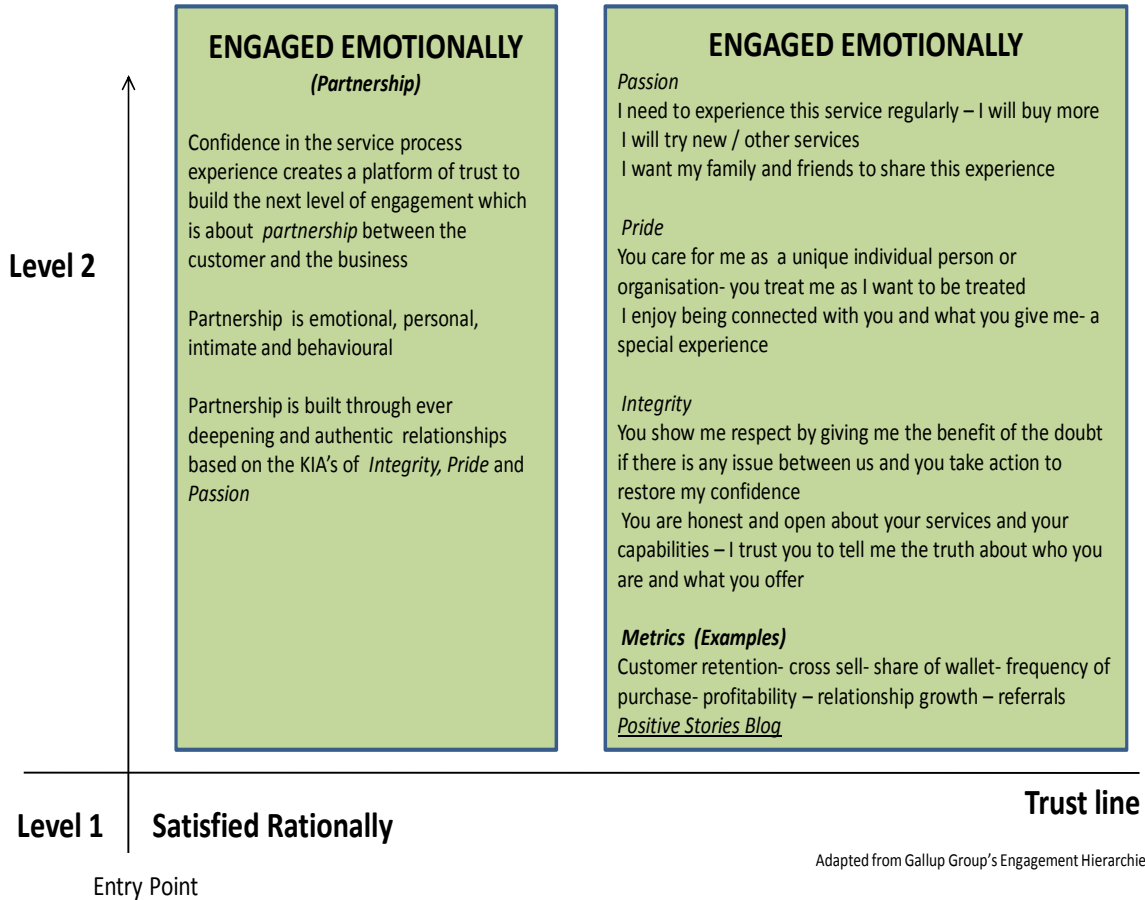 ENGAGED EMOTIONALLY
(Partnership)
Confidence in the service process
experience creates a platform of trust to
build the next level of engagement which
is about partnership between the
customer and the business
Partnership is emotional, personal,
intimate and behavioural
Partnership is built through ever
deepening and authentic relationships
based on the KIA's of Integrity, Pride and
Passion
ENGAGED EMOTIONALLY
Passion
I need to experience this service regularly – I will buy more
I will try new / other services
I want my family and friends to share this experience
Pride
You care for me as a unique individual person or
organisation- you treat me as I want to be treated
I enjoy being connected with you and what you give me- a
special experience
Integrity
You show me respect by giving me the benefit of the doubt
if there is any issue between us and you take action to
restore my confidence
You are honest and open about your services and your
capabilities – I trust you to tell me the truth about who you
are and what you offer
Metrics (Examples)
Customer retention- cross sell- share of wallet- frequency of
purchase- profitability – relationship growth – referrals
Positive Stories Blog
Level 2
Trust line
Level 1
Satisfied Rationally
Adapted from Gallup Group's Engagement Hierarchie
Entry Point